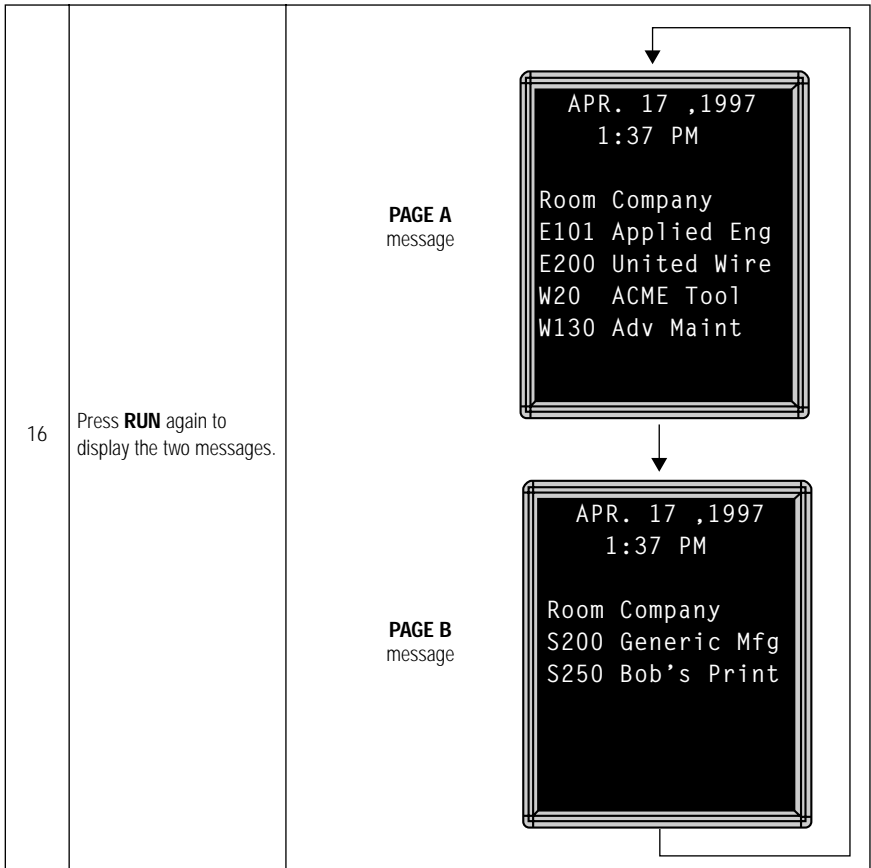 16
Press RUN again to
display the two messages.
PAGE A
message
APR. 17 ,1997
1:37 PM
Room Company
E101 Applied Eng
E200 United Wire
W20 ACME Tool
W130 Adv Maint
PAGE B
message
APR. 17 ,1997
1:37 PM
Room Company
S200 Generic Mfg
S250 Bob’s Print